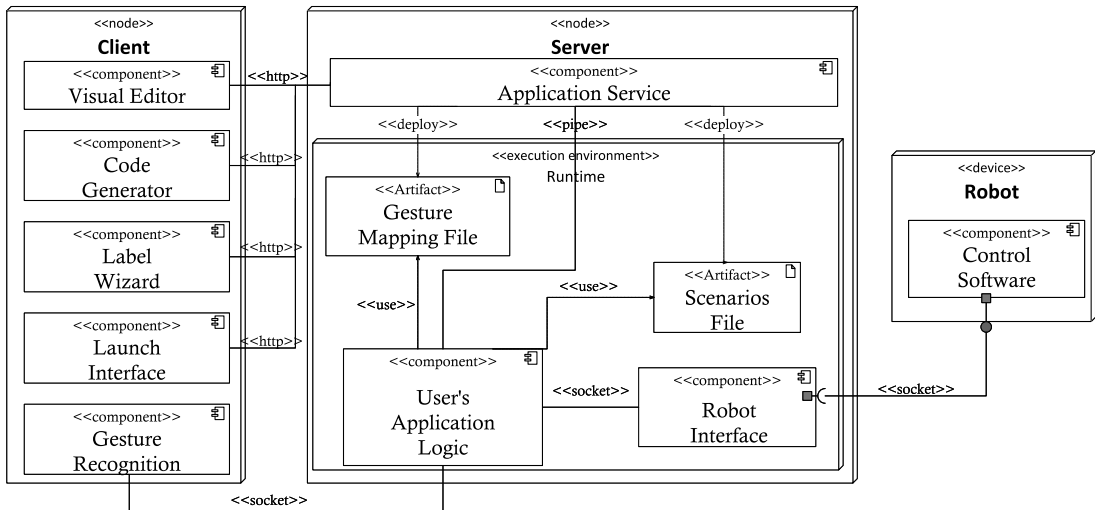 <<node>>
Client
<<component>>
Visual Editor
<<component>>
Code
Generator
<<component>>
Label
Wizard
<<component>>
Launch
Interface
<<component>>
Gesture
Recognition
<<http>>
<<http>>
<<http>>
<<http>>
<<socket>>
<<node>>
Server
<<component>>
Application Service
<<deploy>>
<<pipe>>
<<deploy>>
<<execution environment>>
Runtime
<<Artifact>>
Gesture
Mapping File
<<use>>
<<use>>
<<Artifact>>
Scenarios
File
<<component>>
User's
Application
Logic
<<socket>>
<<component>>
Robot
Interface
<<socket>>
<<device>>
Robot
<<component>>
Control
Software